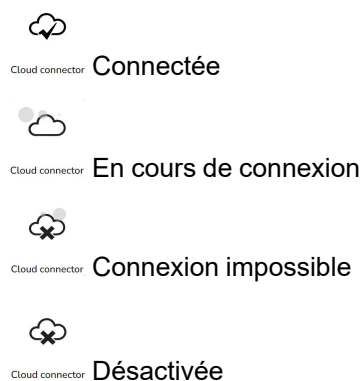 Cloud connector Connectée
Cloud connector En cours de connexion
Cloud connector Connexion impossible
Cloud connector Désactivée